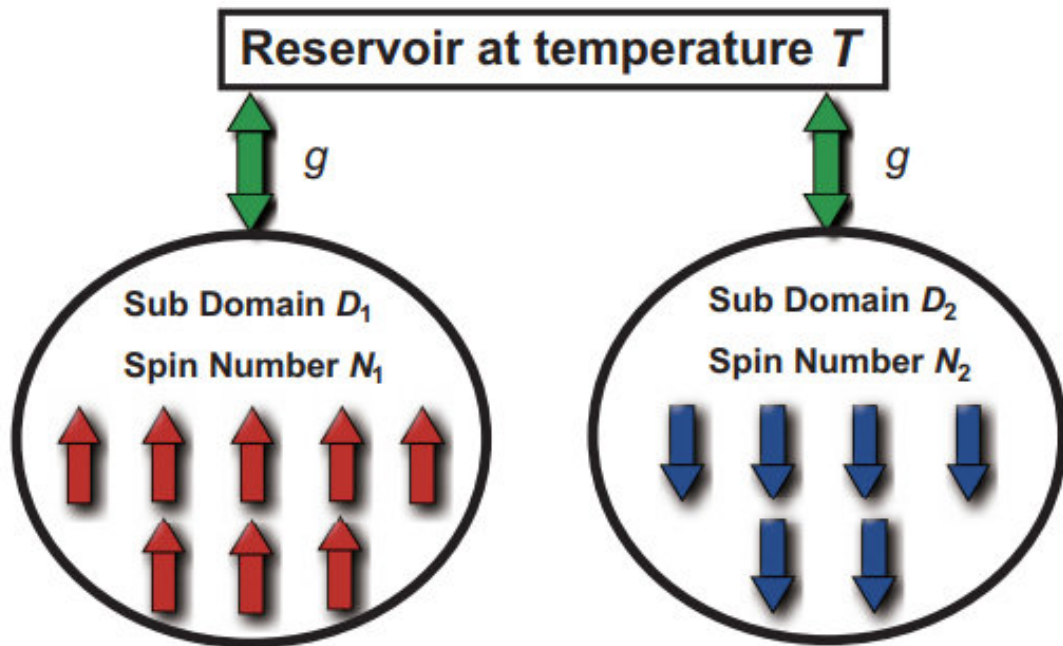 Reservoir at temperature T
g
g
Sub Domain D₁
Spin Number N₁
Sub Domain D₂
Spin Number N₂